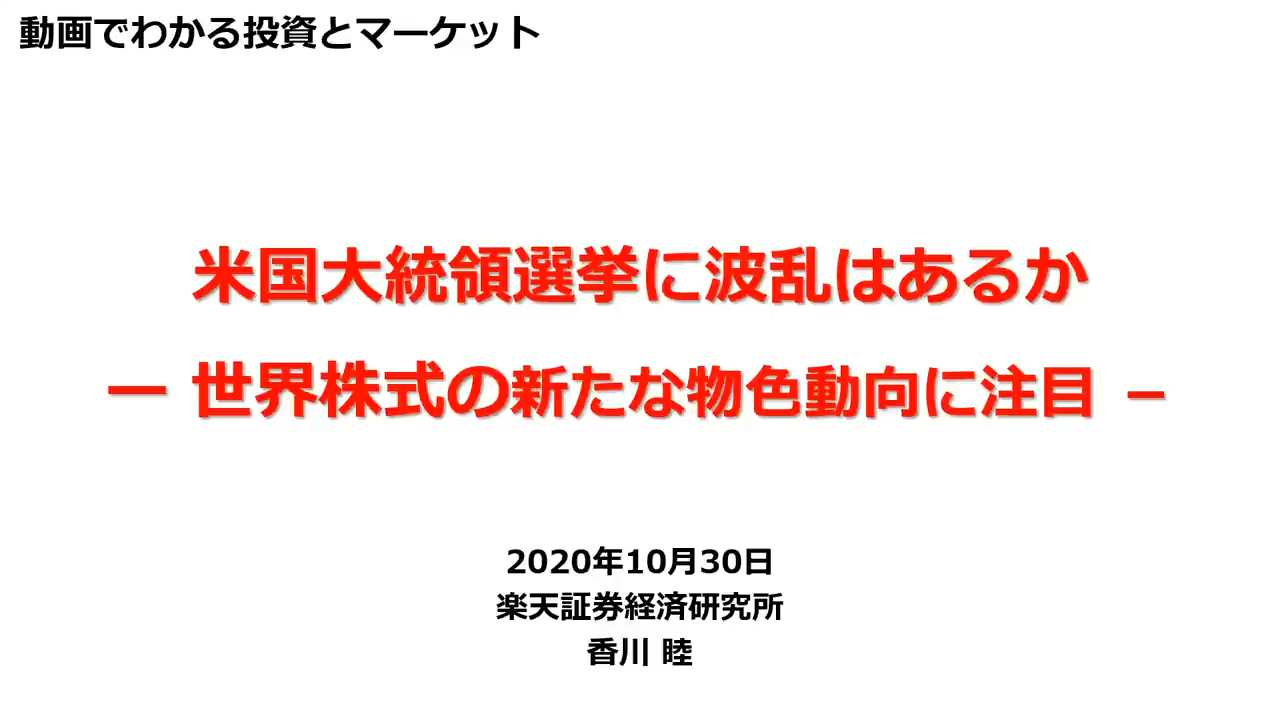 動画でわかる投資とマーケット
米国大統領選挙に波乱はあるか
― 世界株式の新たな物色動向に注目 ―
2020年10月30日
楽天証券経済研究所
香川 睦